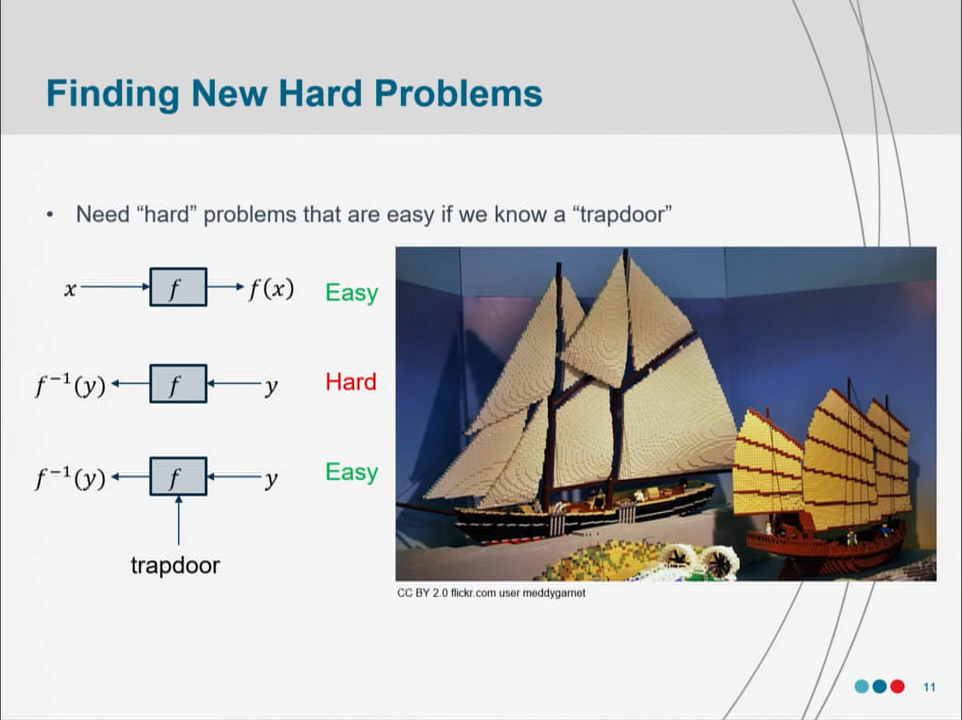 Finding New Hard Problems
• Need “hard” problems that are easy if we know a “trapdoor”
x f f(x) Easy
f⁻¹(y) f y Hard
f⁻¹(y) f y Easy
trapdoor
CC BY 2.0 flickr.com user meddygarnet
11